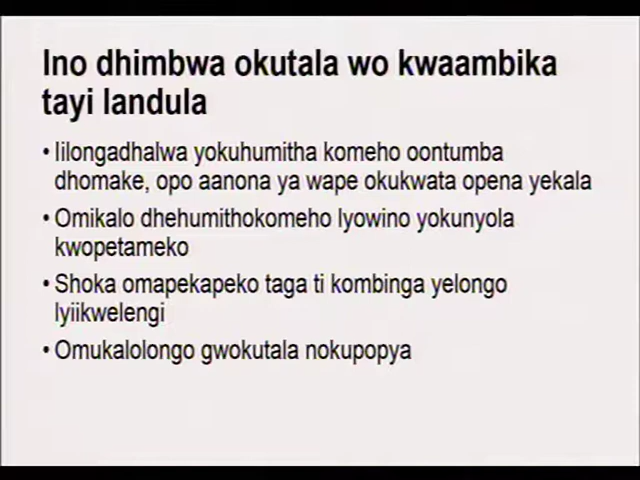 Ino dhimbwa okutala wo kwaambika
tayi landula
• Iilongadhalwa yokuhumitha komeho oontumba
dhomake, opo aanona ya wape okukwata opena yekala
• Omikalo dhehumithokomeho lyowino yokunyola
kwopetameko
• Shoka omapekapeko taga ti kombinga yelongo
lyiikwelengi
• Omukalolongo gwokutala nokupopya